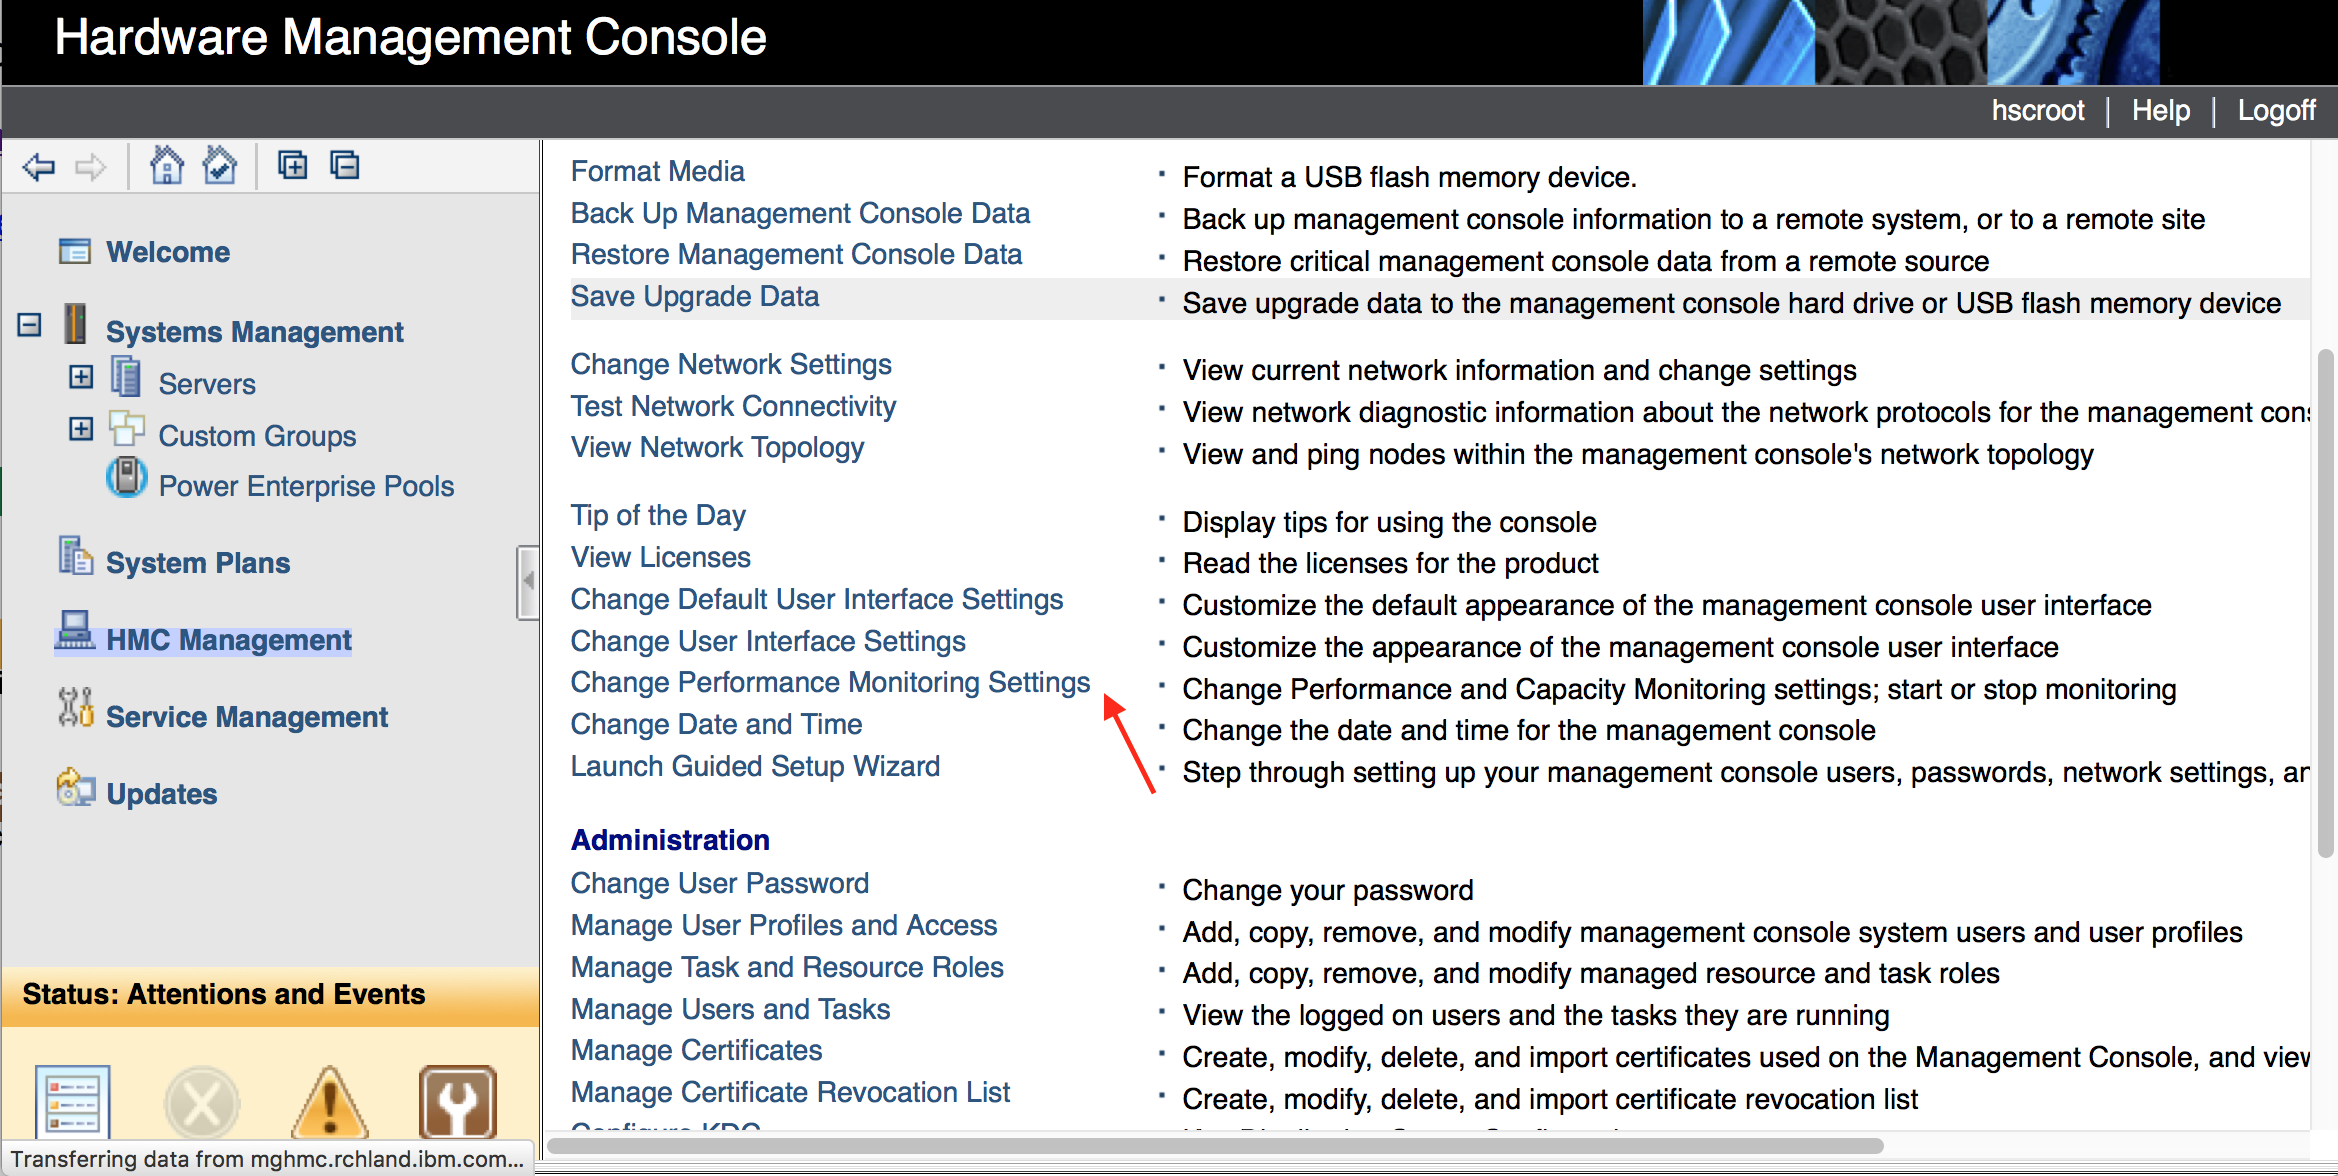 Hardware Management Console
hscroot | Help | Logoff
Welcome
Systems Management
Servers
Custom Groups
Power Enterprise Pools
System Plans
HMC Management
Service Management
Updates
Status: Attentions and Events
Transferring data from mghmc.rchland.ibm.com...
Format Media · Format a USB flash memory device.
Back Up Management Console Data · Back up management console information to a remote system, or to a remote site
Restore Management Console Data · Restore critical management console data from a remote source
Save Upgrade Data · Save upgrade data to the management console hard drive or USB flash memory device
Change Network Settings · View current network information and change settings
Test Network Connectivity · View network diagnostic information about the network protocols for the management
View Network Topology · View and ping nodes within the management console's network topology
Tip of the Day · Display tips for using the console
View Licenses · Read the licenses for the product
Change Default User Interface Settings · Customize the default appearance of the management console user interface
Change User Interface Settings · Customize the appearance of the management console user interface
Change Performance Monitoring Settings · Change Performance and Capacity Monitoring settings; start or stop monitoring
Change Date and Time · Change the date and time for the management console
Launch Guided Setup Wizard · Step through setting up your management console users, passwords, network settings,
Administration
Change User Password · Change your password
Manage User Profiles and Access · Add, copy, remove, and modify management console system users and user profiles
Manage Task and Resource Roles · Add, copy, remove, and modify managed resource and task roles
Manage Users and Tasks · View the logged on users and the tasks they are running
Manage Certificates · Create, modify, delete, and import certificates used on the Management Console, and view
Manage Certificate Revocation List · Create, modify, delete, and import certificate revocation list